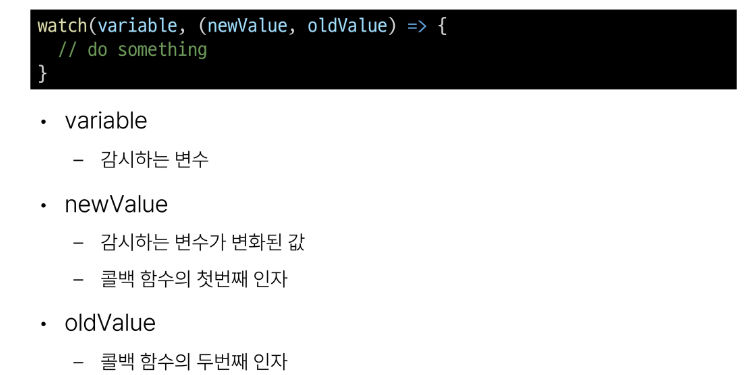 watch(variable, (newValue, oldValue) => {
  // do something
}
• variable
– 감시하는 변수
• newValue
– 감시하는 변수가 변화된 값
– 콜백 함수의 첫번째 인자
• oldValue
– 콜백 함수의 두번째 인자